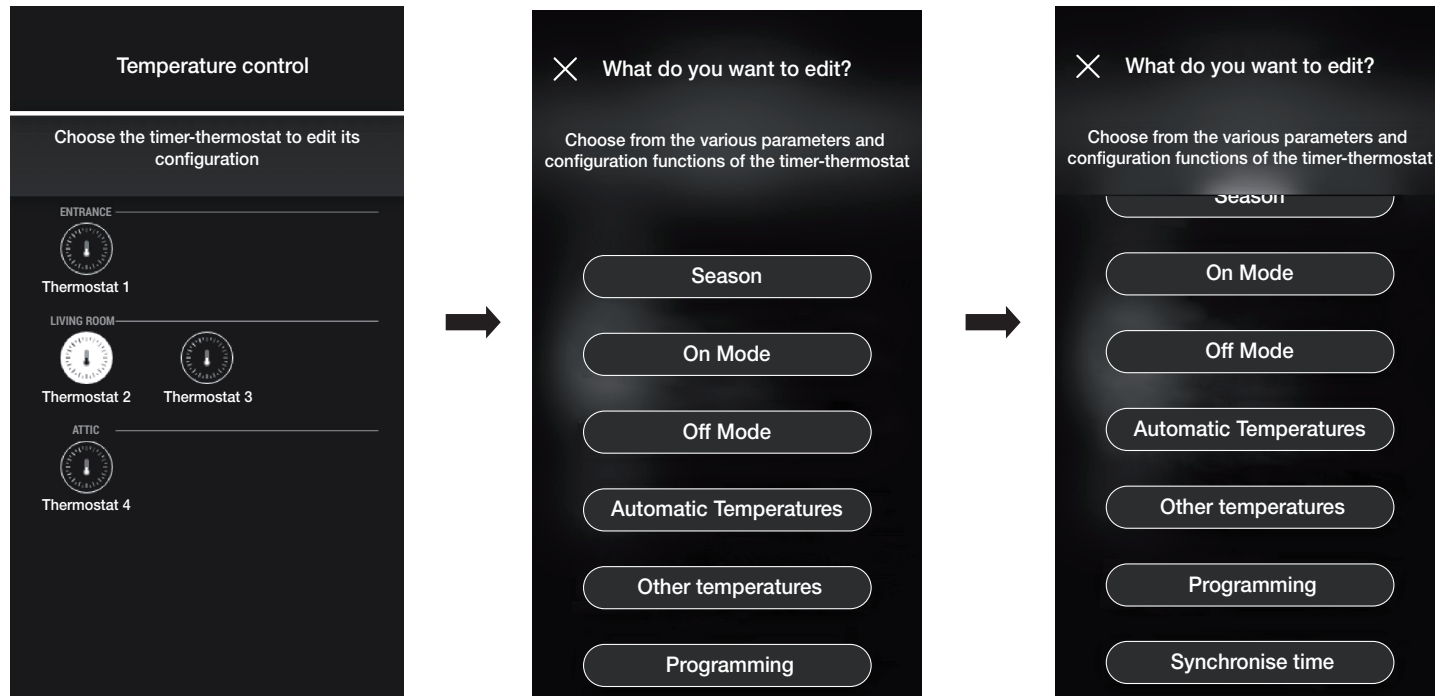 Temperature control
Choose the timer-thermostat to edit its
configuration
ENTRANCE
Thermostat 1
LIVING ROOM
Thermostat 2
Thermostat 3
ATTIC
Thermostat 4
What do you want to edit?
Choose from the various parameters and
configuration functions of the timer-thermostat
Season
On Mode
Off Mode
Automatic Temperatures
Other temperatures
Programming
What do you want to edit?
Choose from the various parameters and
configuration functions of the timer-thermostat
Season
On Mode
Off Mode
Automatic Temperatures
Other temperatures
Programming
Synchronise time